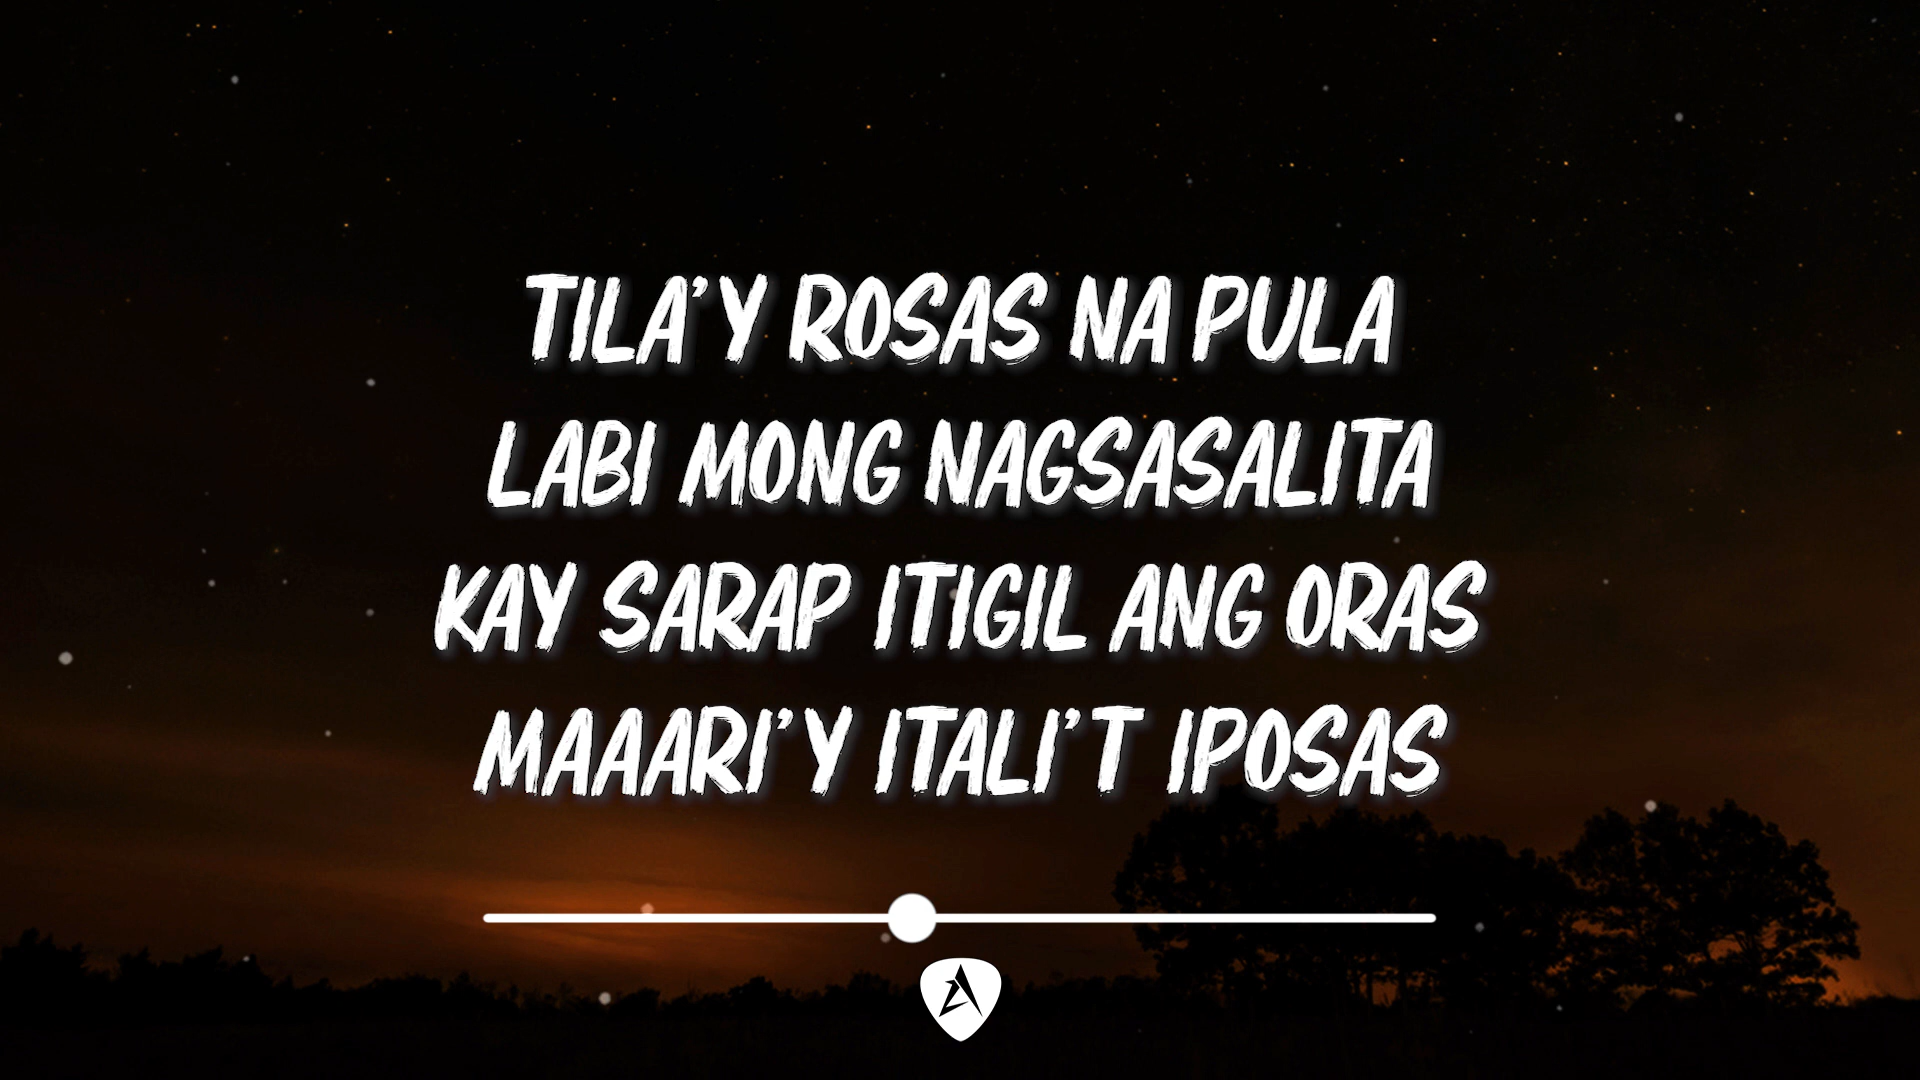 TILA'Y ROSAS NA PULA
LABI MONG NAGSASALITA
KAY SARAP ITIGIL ANG ORAS
MAAARI'Y ITALI'T IPOSAS